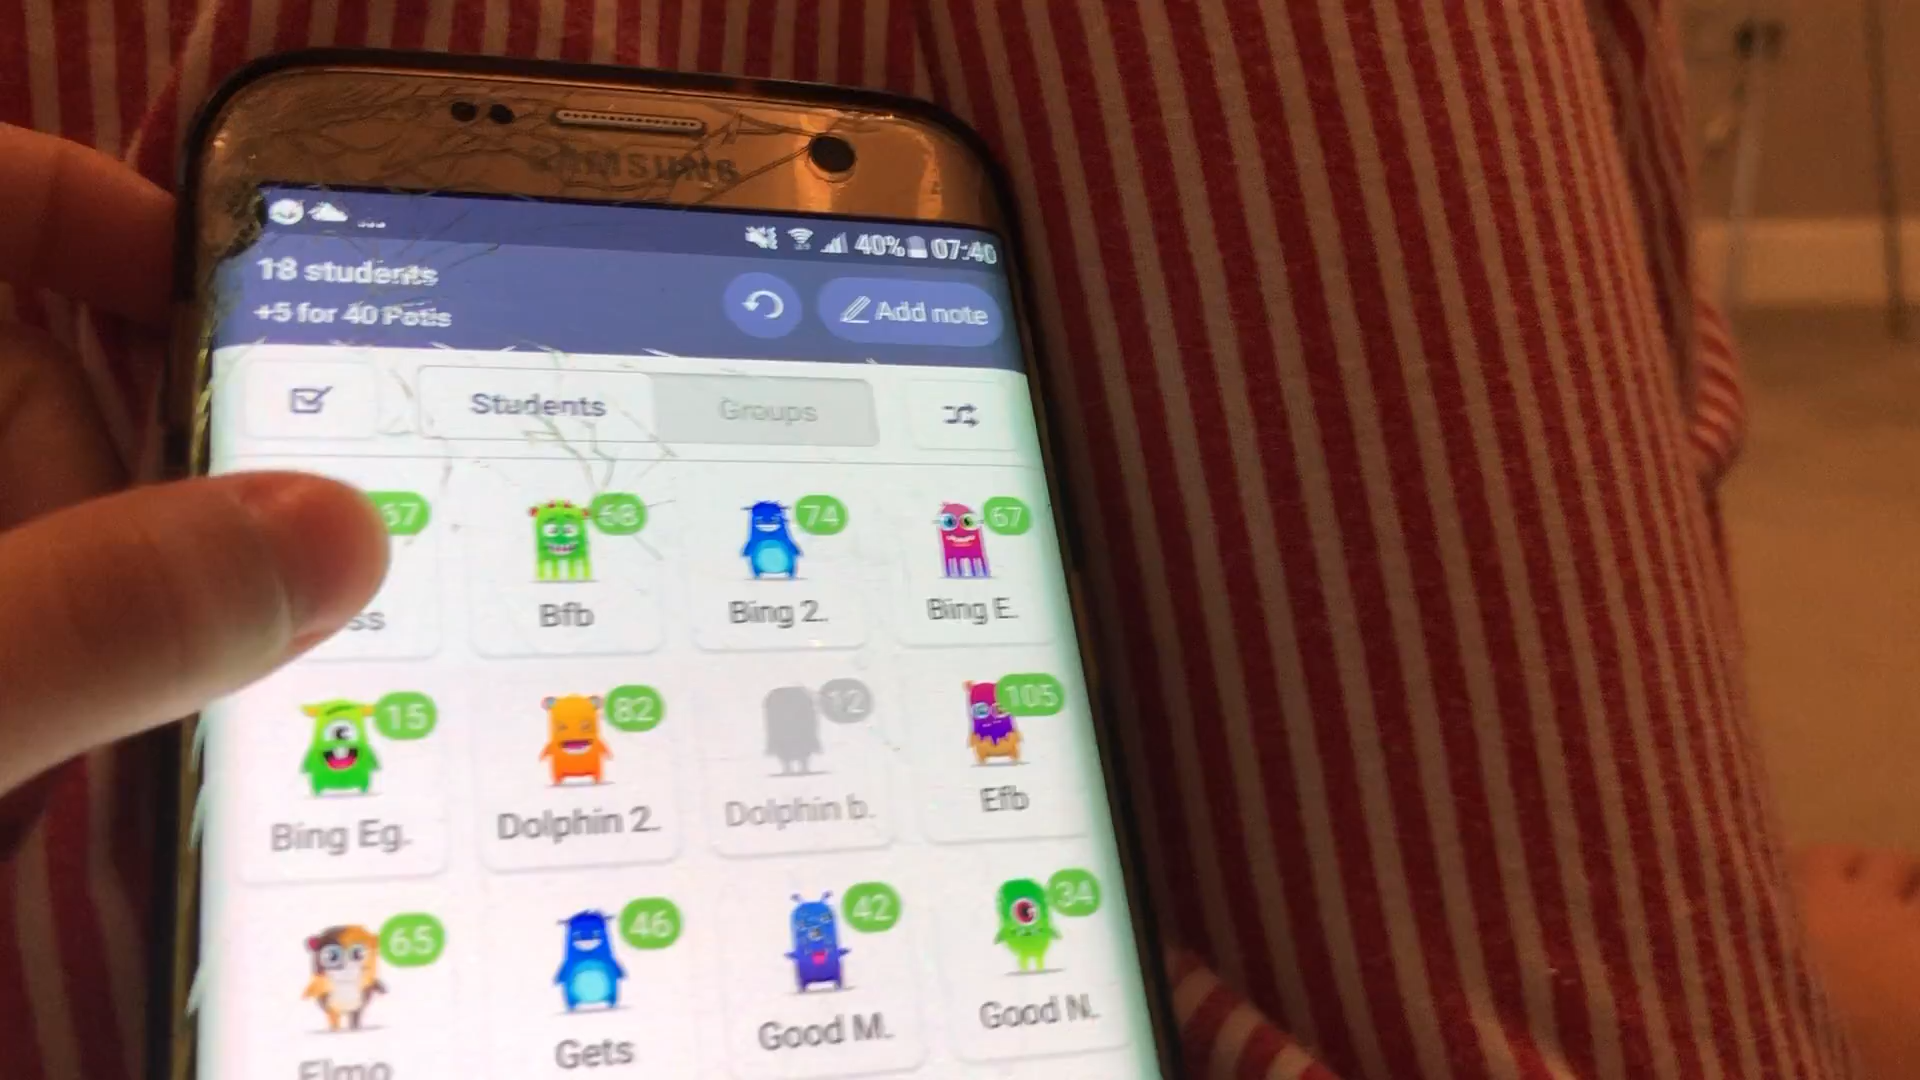 SAMSUNG
40% 07:40
18 students
+5 for 40 Potis
Add note
Students Groups
67 68 74 67
ss Bfb Bing 2. Bing E.
15 82 12 105
Bing Eg. Dolphin 2. Dolphin b. Efb
65 46 42 34
Elmo Gets Good M. Good N.